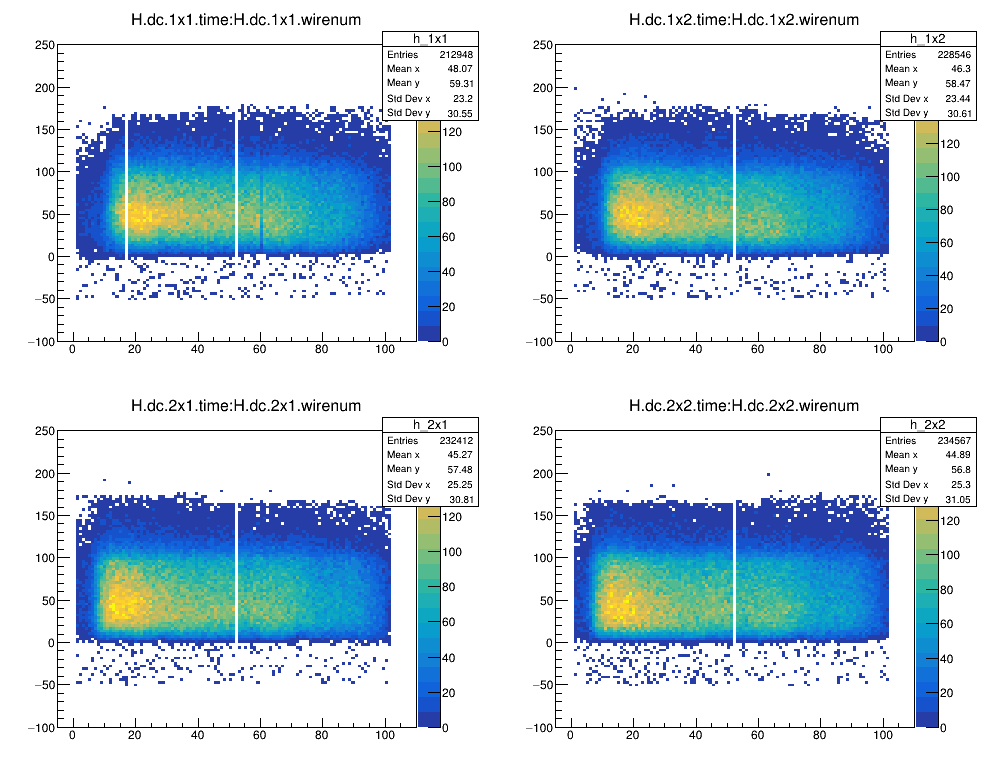 H.dc.1x1.time:H.dc.1x1.wirenum
h_1x1
Entries 212948
Mean x 48.07
Mean y 59.31
Std Dev x 23.2
Std Dev y 30.55
250
200
150
100
50
0
−50
−100
0 20 40 60 80 100
120
100
80
60
40
20
0
H.dc.1x2.time:H.dc.1x2.wirenum
h_1x2
Entries 228546
Mean x 46.3
Mean y 58.47
Std Dev x 23.44
Std Dev y 30.61
250
200
150
100
50
0
−50
−100
0 20 40 60 80 100
120
100
80
60
40
20
0
H.dc.2x1.time:H.dc.2x1.wirenum
h_2x1
Entries 232412
Mean x 45.27
Mean y 57.48
Std Dev x 25.25
Std Dev y 30.81
250
200
150
100
50
0
−50
−100
0 20 40 60 80 100
120
100
80
60
40
20
0
H.dc.2x2.time:H.dc.2x2.wirenum
h_2x2
Entries 234567
Mean x 44.89
Mean y 56.8
Std Dev x 25.3
Std Dev y 31.05
250
200
150
100
50
0
−50
−100
0 20 40 60 80 100
120
100
80
60
40
20
0